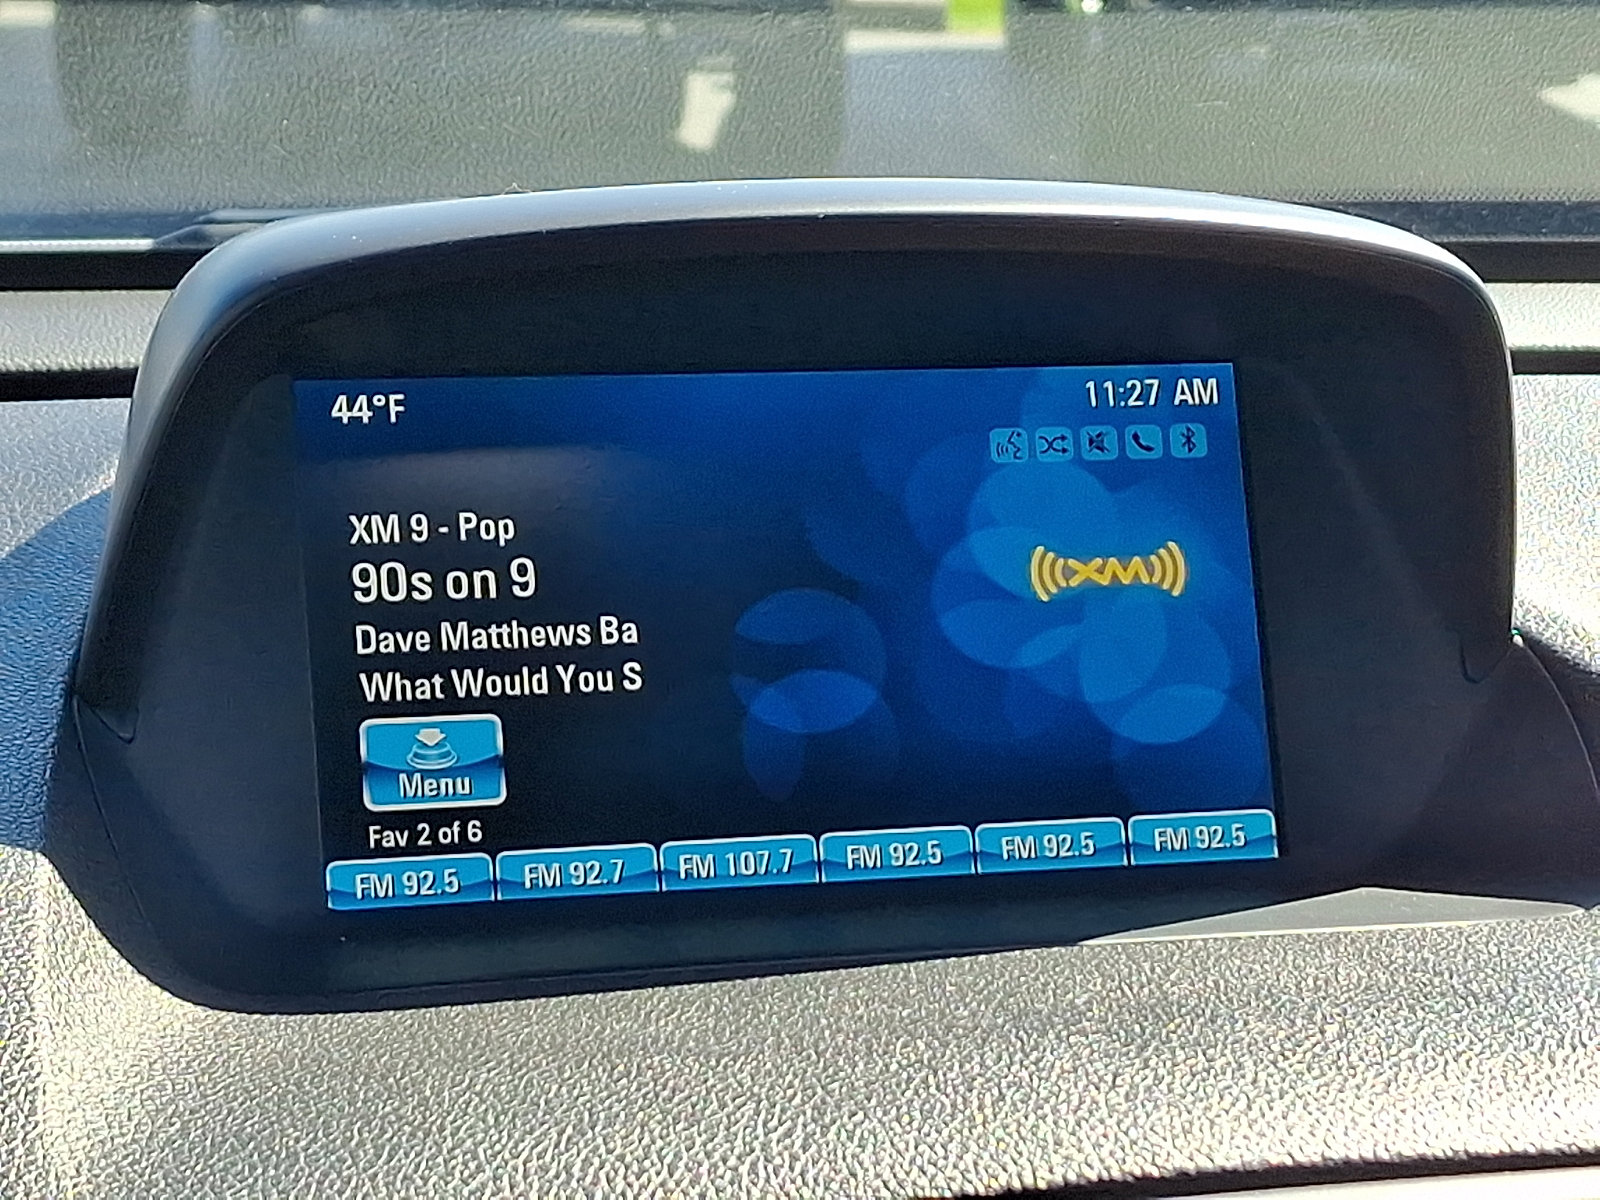 44°F
11:27 AM
XM 9 - Pop
90s on 9
XM
Dave Matthews Ba
What Would You S
Menu
Fav 2 of 6
FM 92.5 FM 92.7 FM 107.7 FM 92.5 FM 92.5 FM 92.5